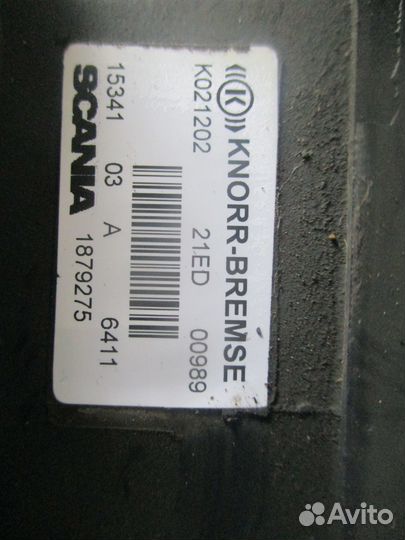 ((K)) KNORR-BREMSE
K021202 21ED 00989
15341 03 A 6411
SCANIA 1879275
Avito